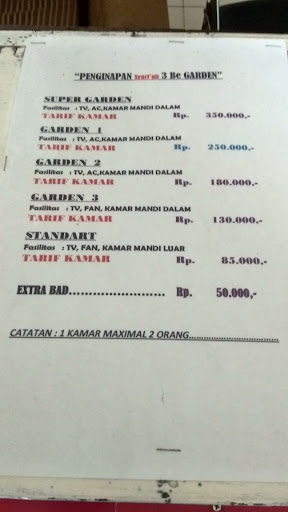 "PENGINAPAN Syari'ah 3 Be GARDEN"
SUPER GARDEN
Fasilitas : TV, AC,KAMAR MANDI DALAM
TARIF KAMAR Rp. 350.000,-
GARDEN 1
Fasilitas : TV, AC,KAMAR MANDI DALAM
TARIF KAMAR Rp. 250.000,-
GARDEN 2
Fasilitas : TV, AC,KAMAR MANDI DALAM
TARIF KAMAR Rp. 180.000,-
GARDEN 3
Fasilitas : TV, FAN, KAMAR MANDI DALAM
TARIF KAMAR Rp. 130.000,-
STANDART
Fasilitas : TV, FAN, KAMAR MANDI LUAR
TARIF KAMAR Rp. 85.000,-
EXTRA BAD........................ Rp. 50.000,-
CATATAN : 1 KAMAR MAXIMAL 2 ORANG......................................